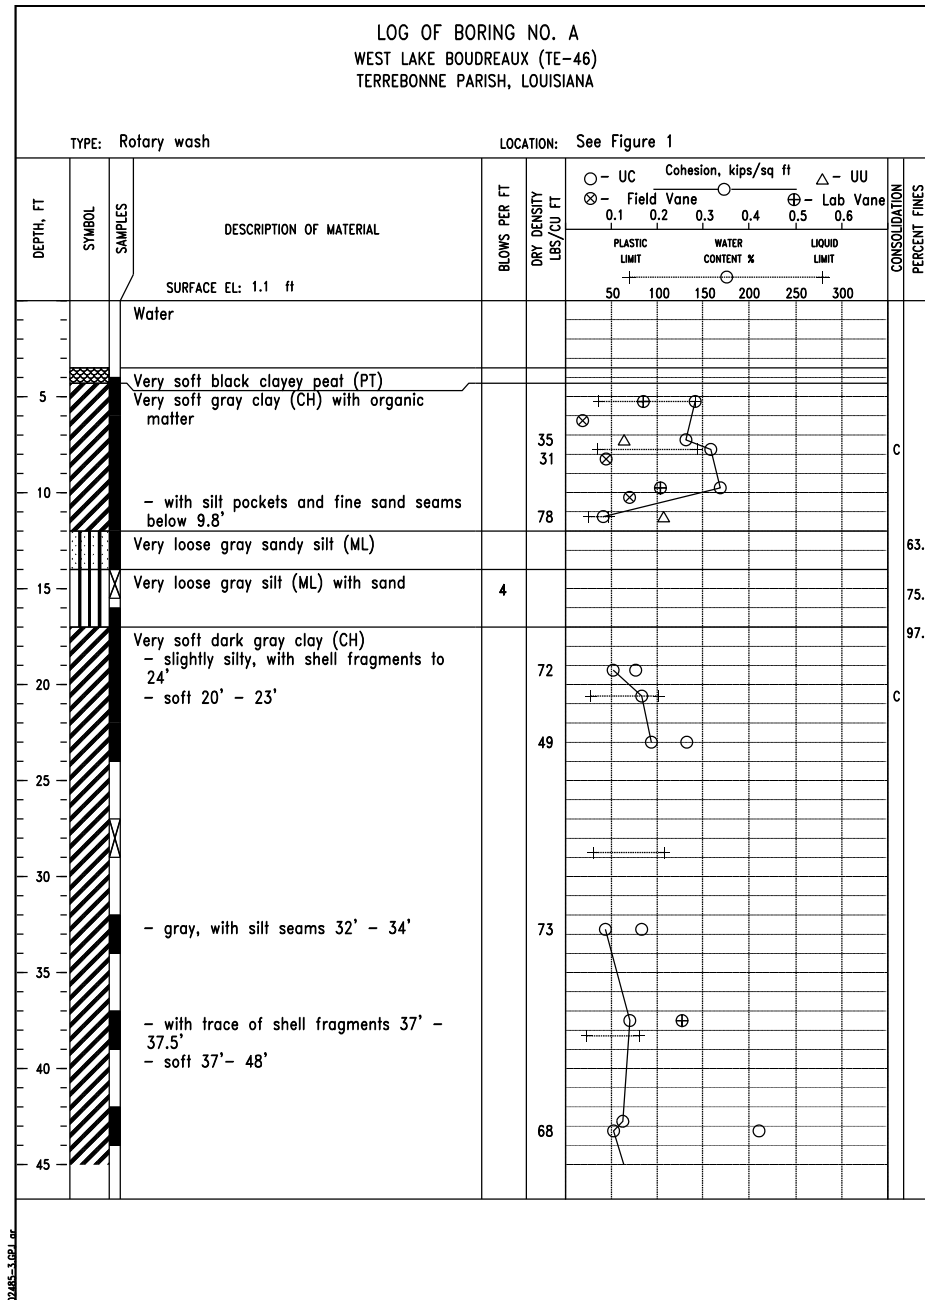 LOG OF BORING NO. A
WEST LAKE BOUDREAUX (TE-46)
TERREBONNE PARISH, LOUISIANA
TYPE: Rotary wash
LOCATION: See Figure 1
DEPTH, FT
SYMBOL
SAMPLES
DESCRIPTION OF MATERIAL
SURFACE EL: 1.1 ft
BLOWS PER FT
DRY DENSITY
LBS/CU FT
Cohesion, kips/sq ft
- UC
- UU
- Field Vane
- Lab Vane
0.1 0.2 0.3 0.4 0.5 0.6
PLASTIC
LIMIT
WATER
CONTENT %
LIQUID
LIMIT
50 100 150 200 250 300
CONSOLIDATION
PERCENT FINES
Water
Very soft black clayey peat (PT)
5
Very soft gray clay (CH) with organic
matter
35
C
31
10
- with silt pockets and fine sand seams
below 9.8'
78
Very loose gray sandy silt (ML)
63.
Very loose gray silt (ML) with sand
15
4
75.
97.
Very soft dark gray clay (CH)
- slightly silty, with shell fragments to
24'
72
20
- soft 20' - 23'
C
49
25
30
- gray, with silt seams 32' - 34'
73
35
- with trace of shell fragments 37' -
37.5'
- soft 37'- 48'
40
68
45